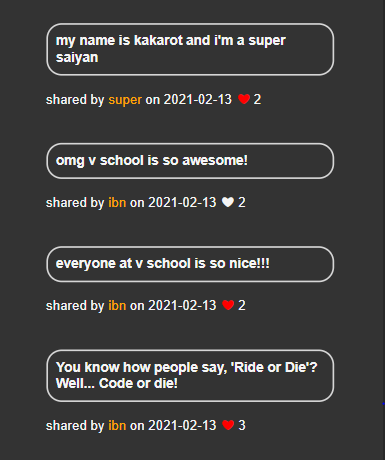 my name is kakarot and i'm a super
saiyan
shared by super on 2021-02-13 ❤ 2
omg v school is so awesome!
shared by ibn on 2021-02-13 🤍 2
everyone at v school is so nice!!!
shared by ibn on 2021-02-13 ❤ 2
You know how people say, 'Ride or Die'?
Well... Code or die!
shared by ibn on 2021-02-13 ❤ 3